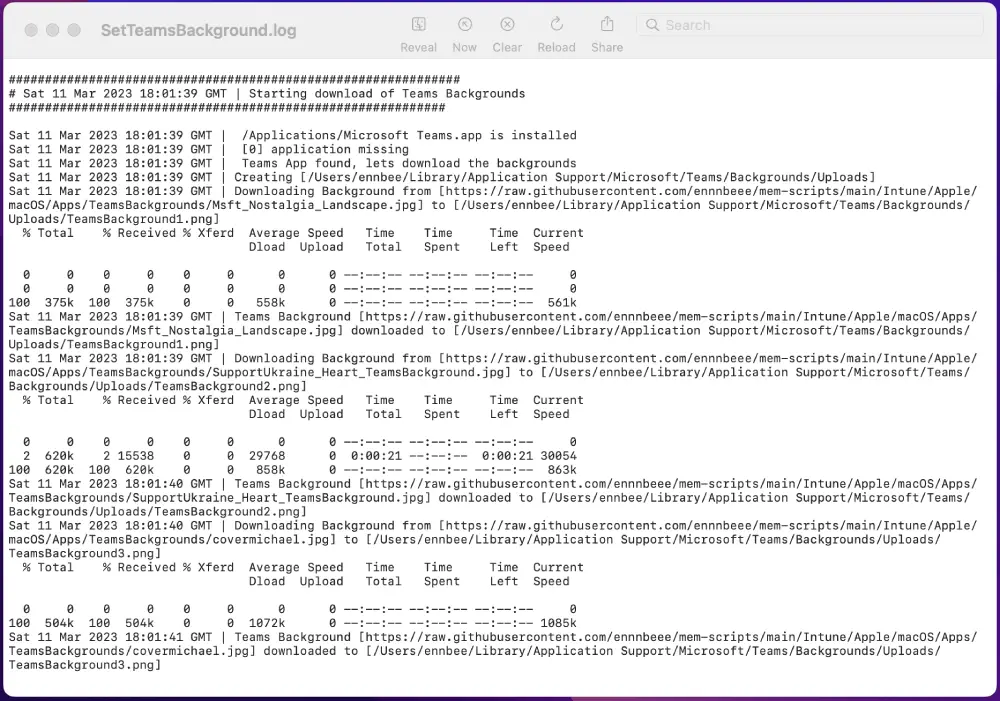 SetTeamsBackground.log
Reveal Now Clear Reload Share
Search
##############################################################
# Sat 11 Mar 2023 18:01:39 GMT | Starting download of Teams Backgrounds
############################################################
Sat 11 Mar 2023 18:01:39 GMT |  /Applications/Microsoft Teams.app is installed
Sat 11 Mar 2023 18:01:39 GMT |  [0] application missing
Sat 11 Mar 2023 18:01:39 GMT |  Teams App found, lets download the backgrounds
Sat 11 Mar 2023 18:01:39 GMT | Creating [/Users/ennbee/Library/Application Support/Microsoft/Teams/Backgrounds/Uploads]
Sat 11 Mar 2023 18:01:39 GMT | Downloading Background from [https://raw.githubusercontent.com/ennnbeee/mem-scripts/main/Intune/Apple/
macOS/Apps/TeamsBackgrounds/Msft_Nostalgia_Landscape.jpg] to [/Users/ennbee/Library/Application Support/Microsoft/Teams/Backgrounds/
Uploads/TeamsBackground1.png]
  % Total    % Received % Xferd  Average Speed   Time    Time     Time  Current
                                 Dload  Upload   Total   Spent    Left  Speed
  0     0    0     0    0     0      0      0 --:--:-- --:--:-- --:--:--     0
  0     0    0     0    0     0      0      0 --:--:-- --:--:-- --:--:--     0
100  375k  100  375k    0     0   558k      0 --:--:-- --:--:-- --:--:--  561k
Sat 11 Mar 2023 18:01:39 GMT | Teams Background [https://raw.githubusercontent.com/ennnbeee/mem-scripts/main/Intune/Apple/macOS/Apps/
TeamsBackgrounds/Msft_Nostalgia_Landscape.jpg] downloaded to [/Users/ennbee/Library/Application Support/Microsoft/Teams/Backgrounds/
Uploads/TeamsBackground1.png]
Sat 11 Mar 2023 18:01:39 GMT | Downloading Background from [https://raw.githubusercontent.com/ennnbeee/mem-scripts/main/Intune/Apple/
macOS/Apps/TeamsBackgrounds/SupportUkraine_Heart_TeamsBackground.jpg] to [/Users/ennbee/Library/Application Support/Microsoft/Teams/
Backgrounds/Uploads/TeamsBackground2.png]
  % Total    % Received % Xferd  Average Speed   Time    Time     Time  Current
                                 Dload  Upload   Total   Spent    Left  Speed
  0     0    0     0    0     0      0      0 --:--:-- --:--:-- --:--:--     0
  2  620k    2 15538    0     0  29768      0  0:00:21 --:--:--  0:00:21 30054
100  620k  100  620k    0     0   858k      0 --:--:-- --:--:-- --:--:--  863k
Sat 11 Mar 2023 18:01:40 GMT | Teams Background [https://raw.githubusercontent.com/ennnbeee/mem-scripts/main/Intune/Apple/macOS/Apps/
TeamsBackgrounds/SupportUkraine_Heart_TeamsBackground.jpg] downloaded to [/Users/ennbee/Library/Application Support/Microsoft/Teams/
Backgrounds/Uploads/TeamsBackground2.png]
Sat 11 Mar 2023 18:01:40 GMT | Downloading Background from [https://raw.githubusercontent.com/ennnbeee/mem-scripts/main/Intune/Apple/
macOS/Apps/TeamsBackgrounds/covermichael.jpg] to [/Users/ennbee/Library/Application Support/Microsoft/Teams/Backgrounds/Uploads/
TeamsBackground3.png]
  % Total    % Received % Xferd  Average Speed   Time    Time     Time  Current
                                 Dload  Upload   Total   Spent    Left  Speed
  0     0    0     0    0     0      0      0 --:--:-- --:--:-- --:--:--     0
100  504k  100  504k    0     0  1072k      0 --:--:-- --:--:-- --:--:-- 1085k
Sat 11 Mar 2023 18:01:41 GMT | Teams Background [https://raw.githubusercontent.com/ennnbeee/mem-scripts/main/Intune/Apple/macOS/Apps/
TeamsBackgrounds/covermichael.jpg] downloaded to [/Users/ennbee/Library/Application Support/Microsoft/Teams/Backgrounds/Uploads/
TeamsBackground3.png]